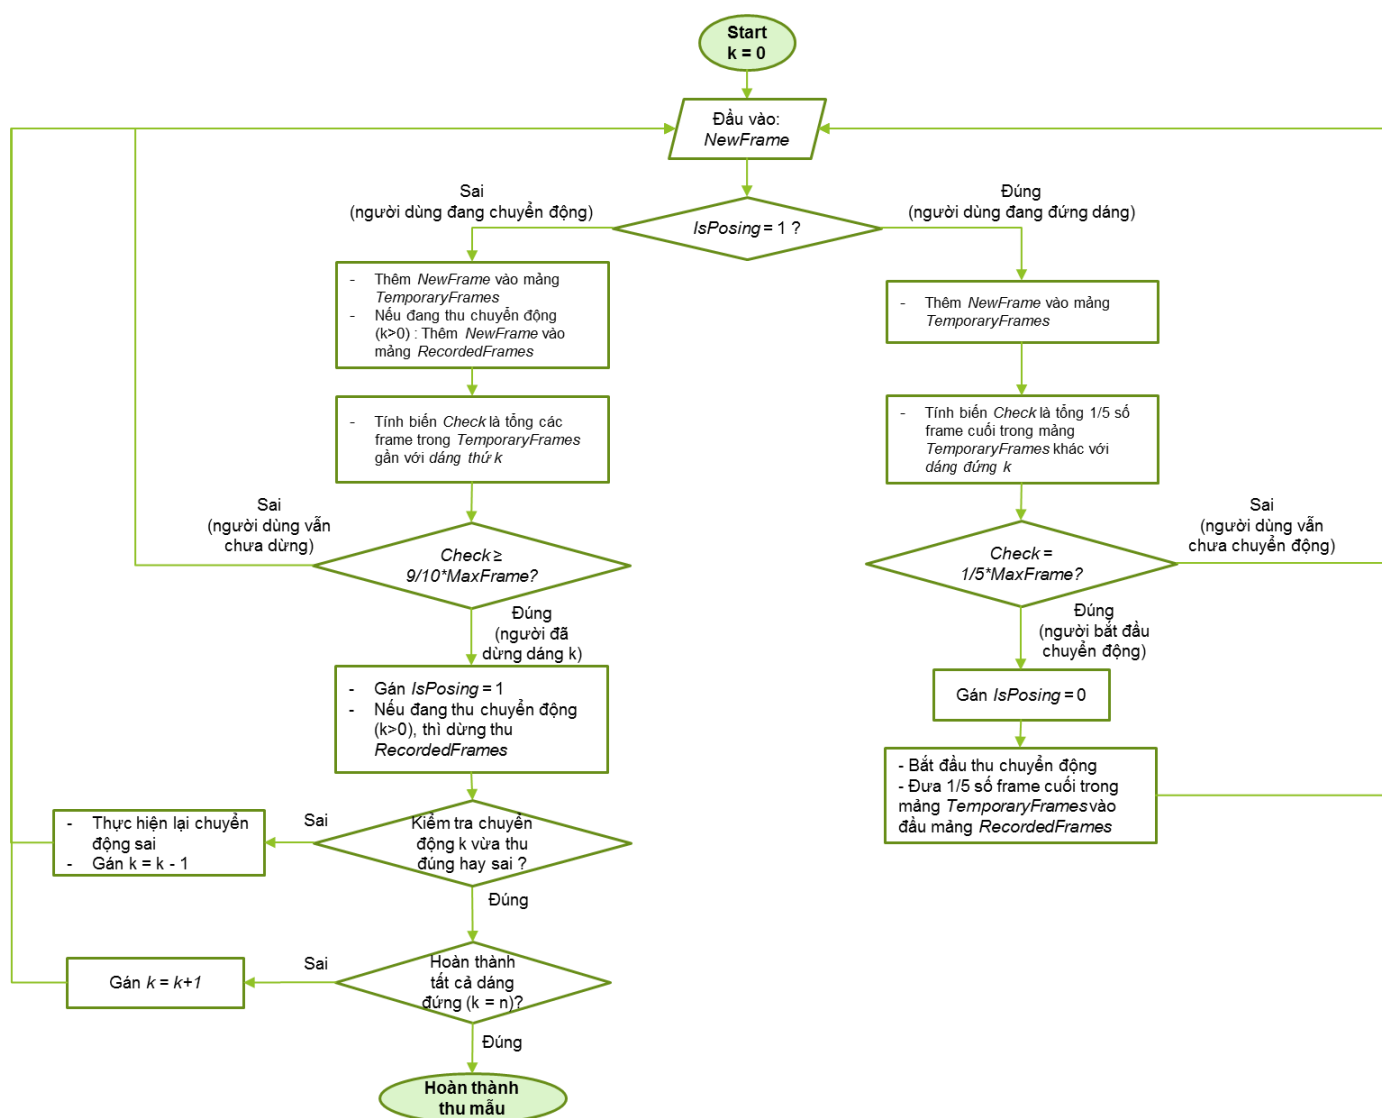 Start
k = 0
Đầu vào:
NewFrame
Sai
(người dùng đang chuyển động)
Đúng
(người dùng đang đứng dáng)
IsPosing = 1 ?
- Thêm NewFrame vào mảng
TemporaryFrames
- Nếu đang thu chuyển động
(k>0) : Thêm NewFrame vào
mảng RecordedFrames
- Thêm NewFrame vào mảng
TemporaryFrames
- Tính biến Check là tổng các
frame trong TemporaryFrames
gần với dáng thứ k
- Tính biến Check là tổng 1/5 số
frame cuối trong mảng
TemporaryFrames khác với
dáng đứng k
Sai
(người dùng vẫn
chưa dừng)
Check ≥
9/10*MaxFrame?
Check =
1/5*MaxFrame?
Sai
(người dùng vẫn
chưa chuyển động)
Đúng
(người đã
dừng dáng k)
Đúng
(người bắt đầu
chuyển động)
- Gán IsPosing = 1
- Nếu đang thu chuyển động
(k>0), thì dừng thu
RecordedFrames
Gán IsPosing = 0
- Bắt đầu thu chuyển động
- Đưa 1/5 số frame cuối trong
mảng TemporaryFrames vào
đầu mảng RecordedFrames
- Thực hiện lại chuyển
động sai
- Gán k = k - 1
Sai
Kiểm tra chuyển
động k vừa thu
đúng hay sai ?
Đúng
Gán k = k+1
Sai
Hoàn thành
tất cả dáng
đứng (k = n)?
Đúng
Hoàn thành
thu mẫu